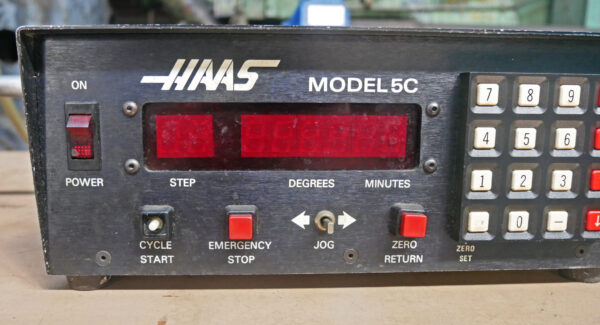 HAAS
MODEL 5C
ON
POWER
STEP
DEGREES MINUTES
7 8 9
4 5 6
1 2 3
0 –
CYCLE
START
EMERGENCY
STOP
JOG
ZERO
RETURN
ZERO
SET